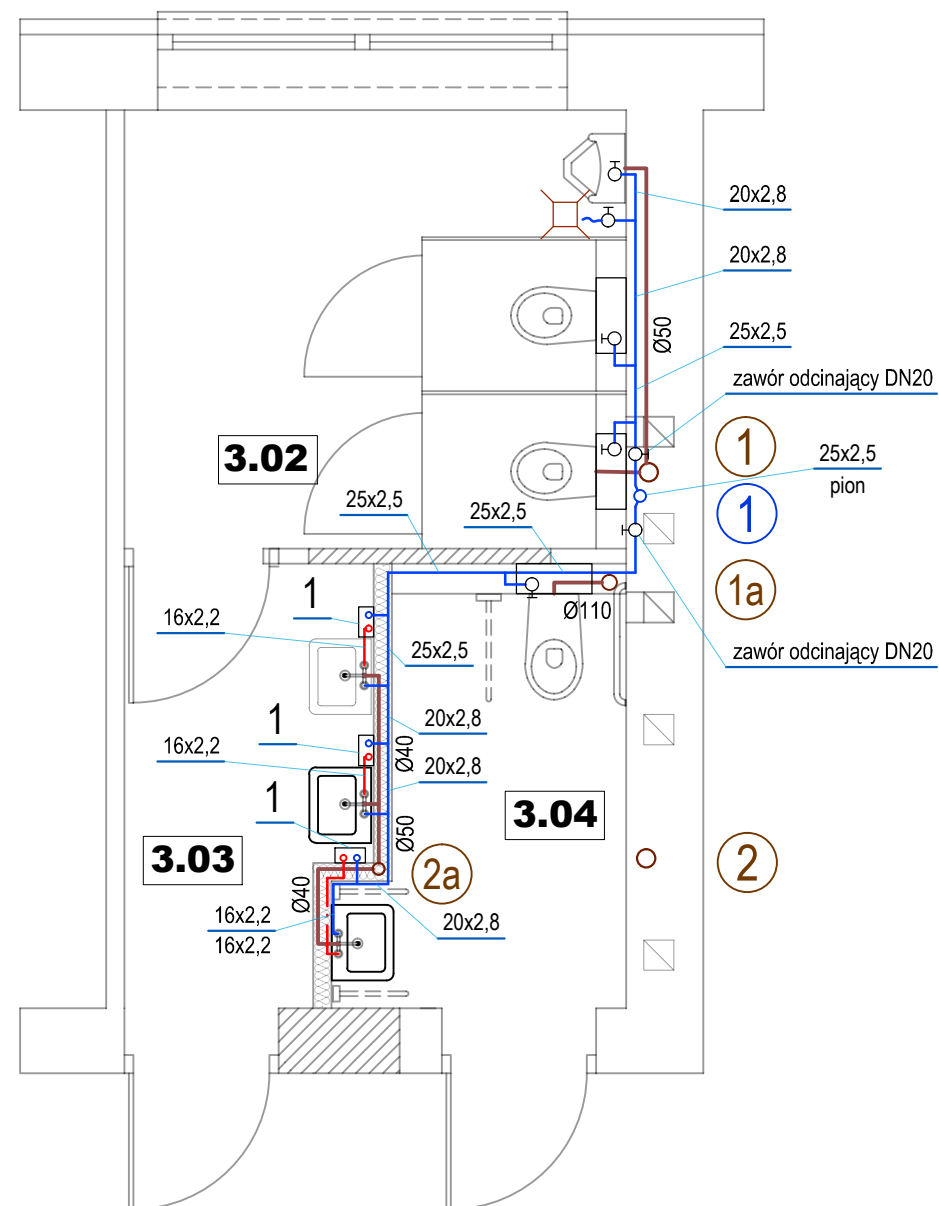 20x2,8
20x2,8
Ø50
25x2,5
zawór odcinający DN20
1
3.02
25x2,5
pion
25x2,5
25x2,5
1
1a
1
16x2,2
Ø110
25x2,5
zawór odcinający DN20
1
20x2,8
16x2,2
Ø40
20x2,8
1
3.04
Ø50
3.03
2a
2
Ø40
16x2,2
16x2,2
20x2,8